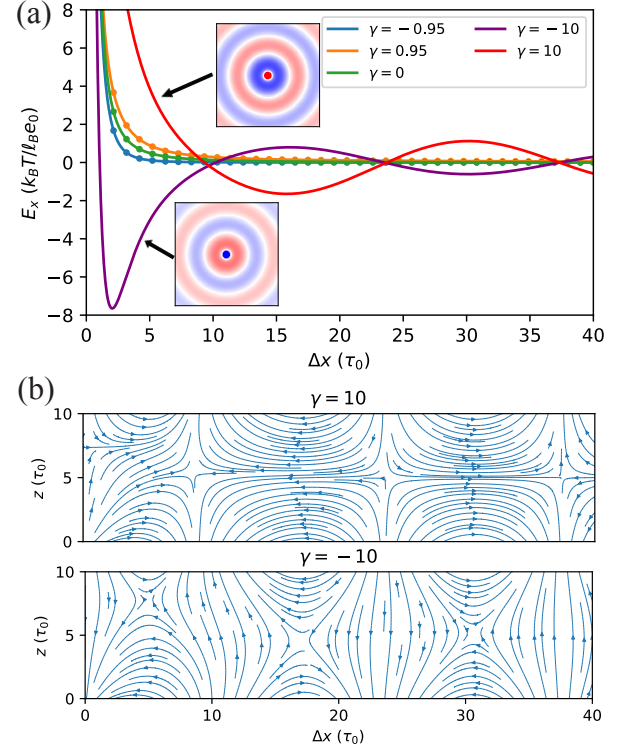 (a)
γ = −0.95
γ = 0.95
γ = 0
γ = −10
γ = 10
E_x (k_BT/ℓ_Be_0)
8
6
4
2
0
−2
−4
−6
−8
0 5 10 15 20 25 30 35 40
Δx (τ_0)
(b)
γ = 10
z (τ_0)
10
5
0
γ = −10
z (τ_0)
10
5
0
0 10 20 30 40
Δx (τ_0)